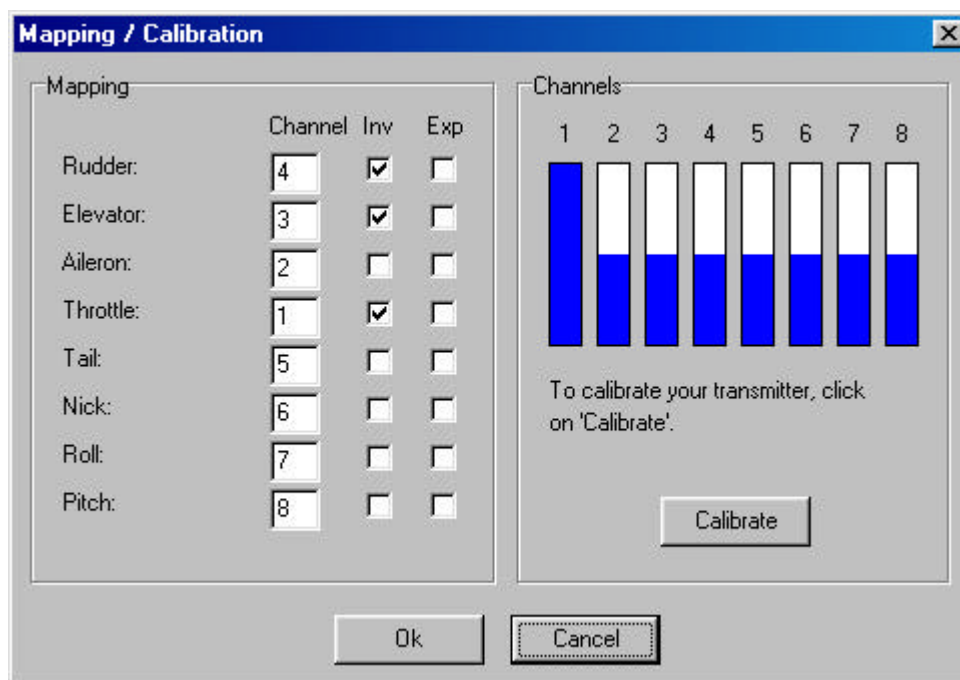 Mapping / Calibration
Mapping
Channel Inv Exp
Rudder: 4
Elevator: 3
Aileron: 2
Throttle: 1
Tail: 5
Nick: 6
Roll: 7
Pitch: 8
Channels
1 2 3 4 5 6 7 8
To calibrate your transmitter, click
on 'Calibrate'.
Calibrate
Ok
Cancel